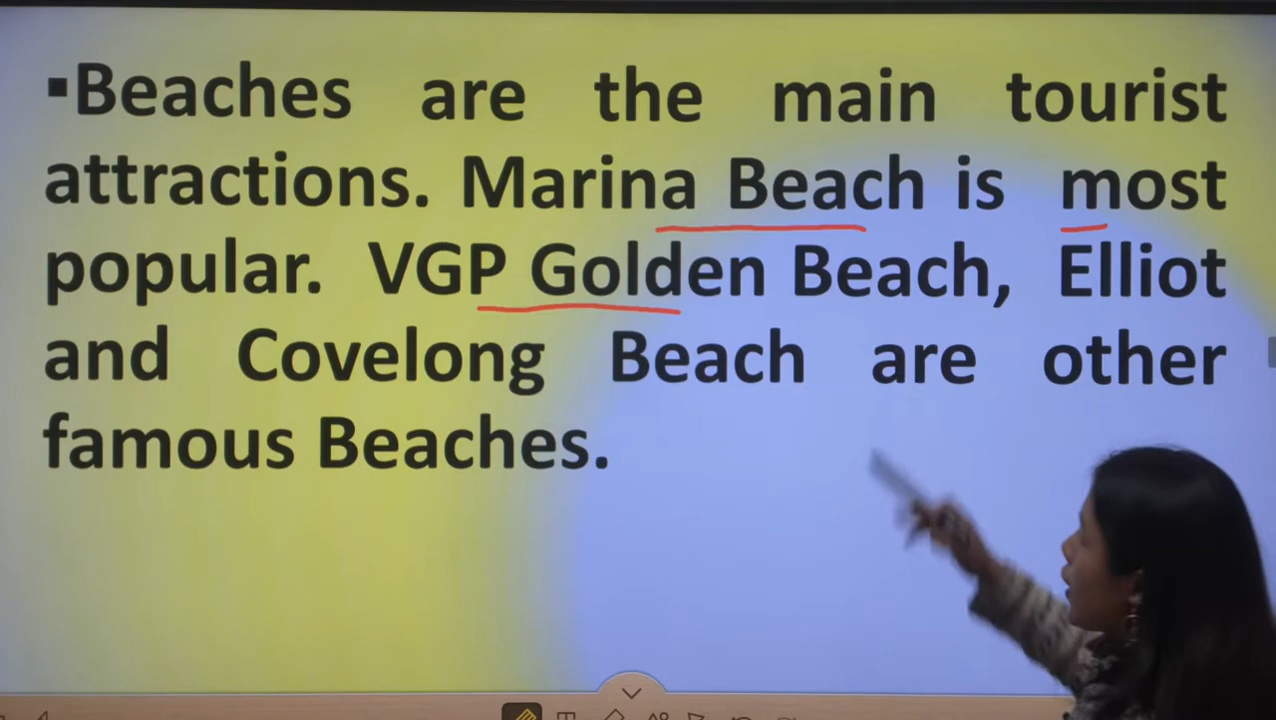 ▪Beaches are the main tourist
attractions. Marina Beach is most
popular. VGP Golden Beach, Elliot
and Covelong Beach are other
famous Beaches.